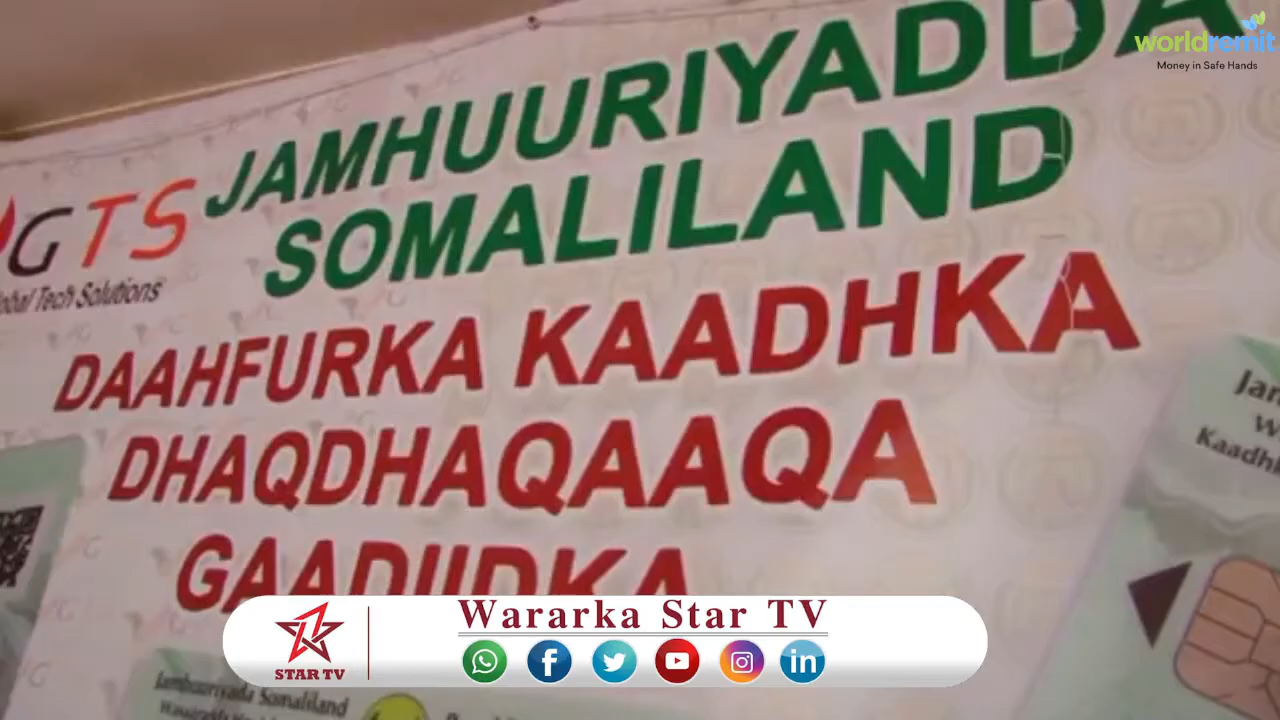 worldremit
Money in Safe Hands
JAMHUURIYADDA
SOMALILAND
GTS
Global Tech Solutions
DAAHFURKA KAADHKA
DHAQDHAQAAQA
GAADIIDKA
Kaadhk
Jamhuuriyada Somaliland
Wararka Star TV
STAR TV